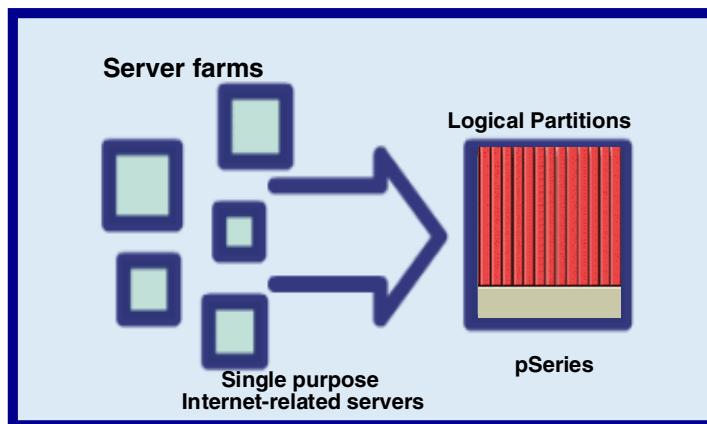 Server farms
Logical Partitions
Single purpose
Internet-related servers
pSeries